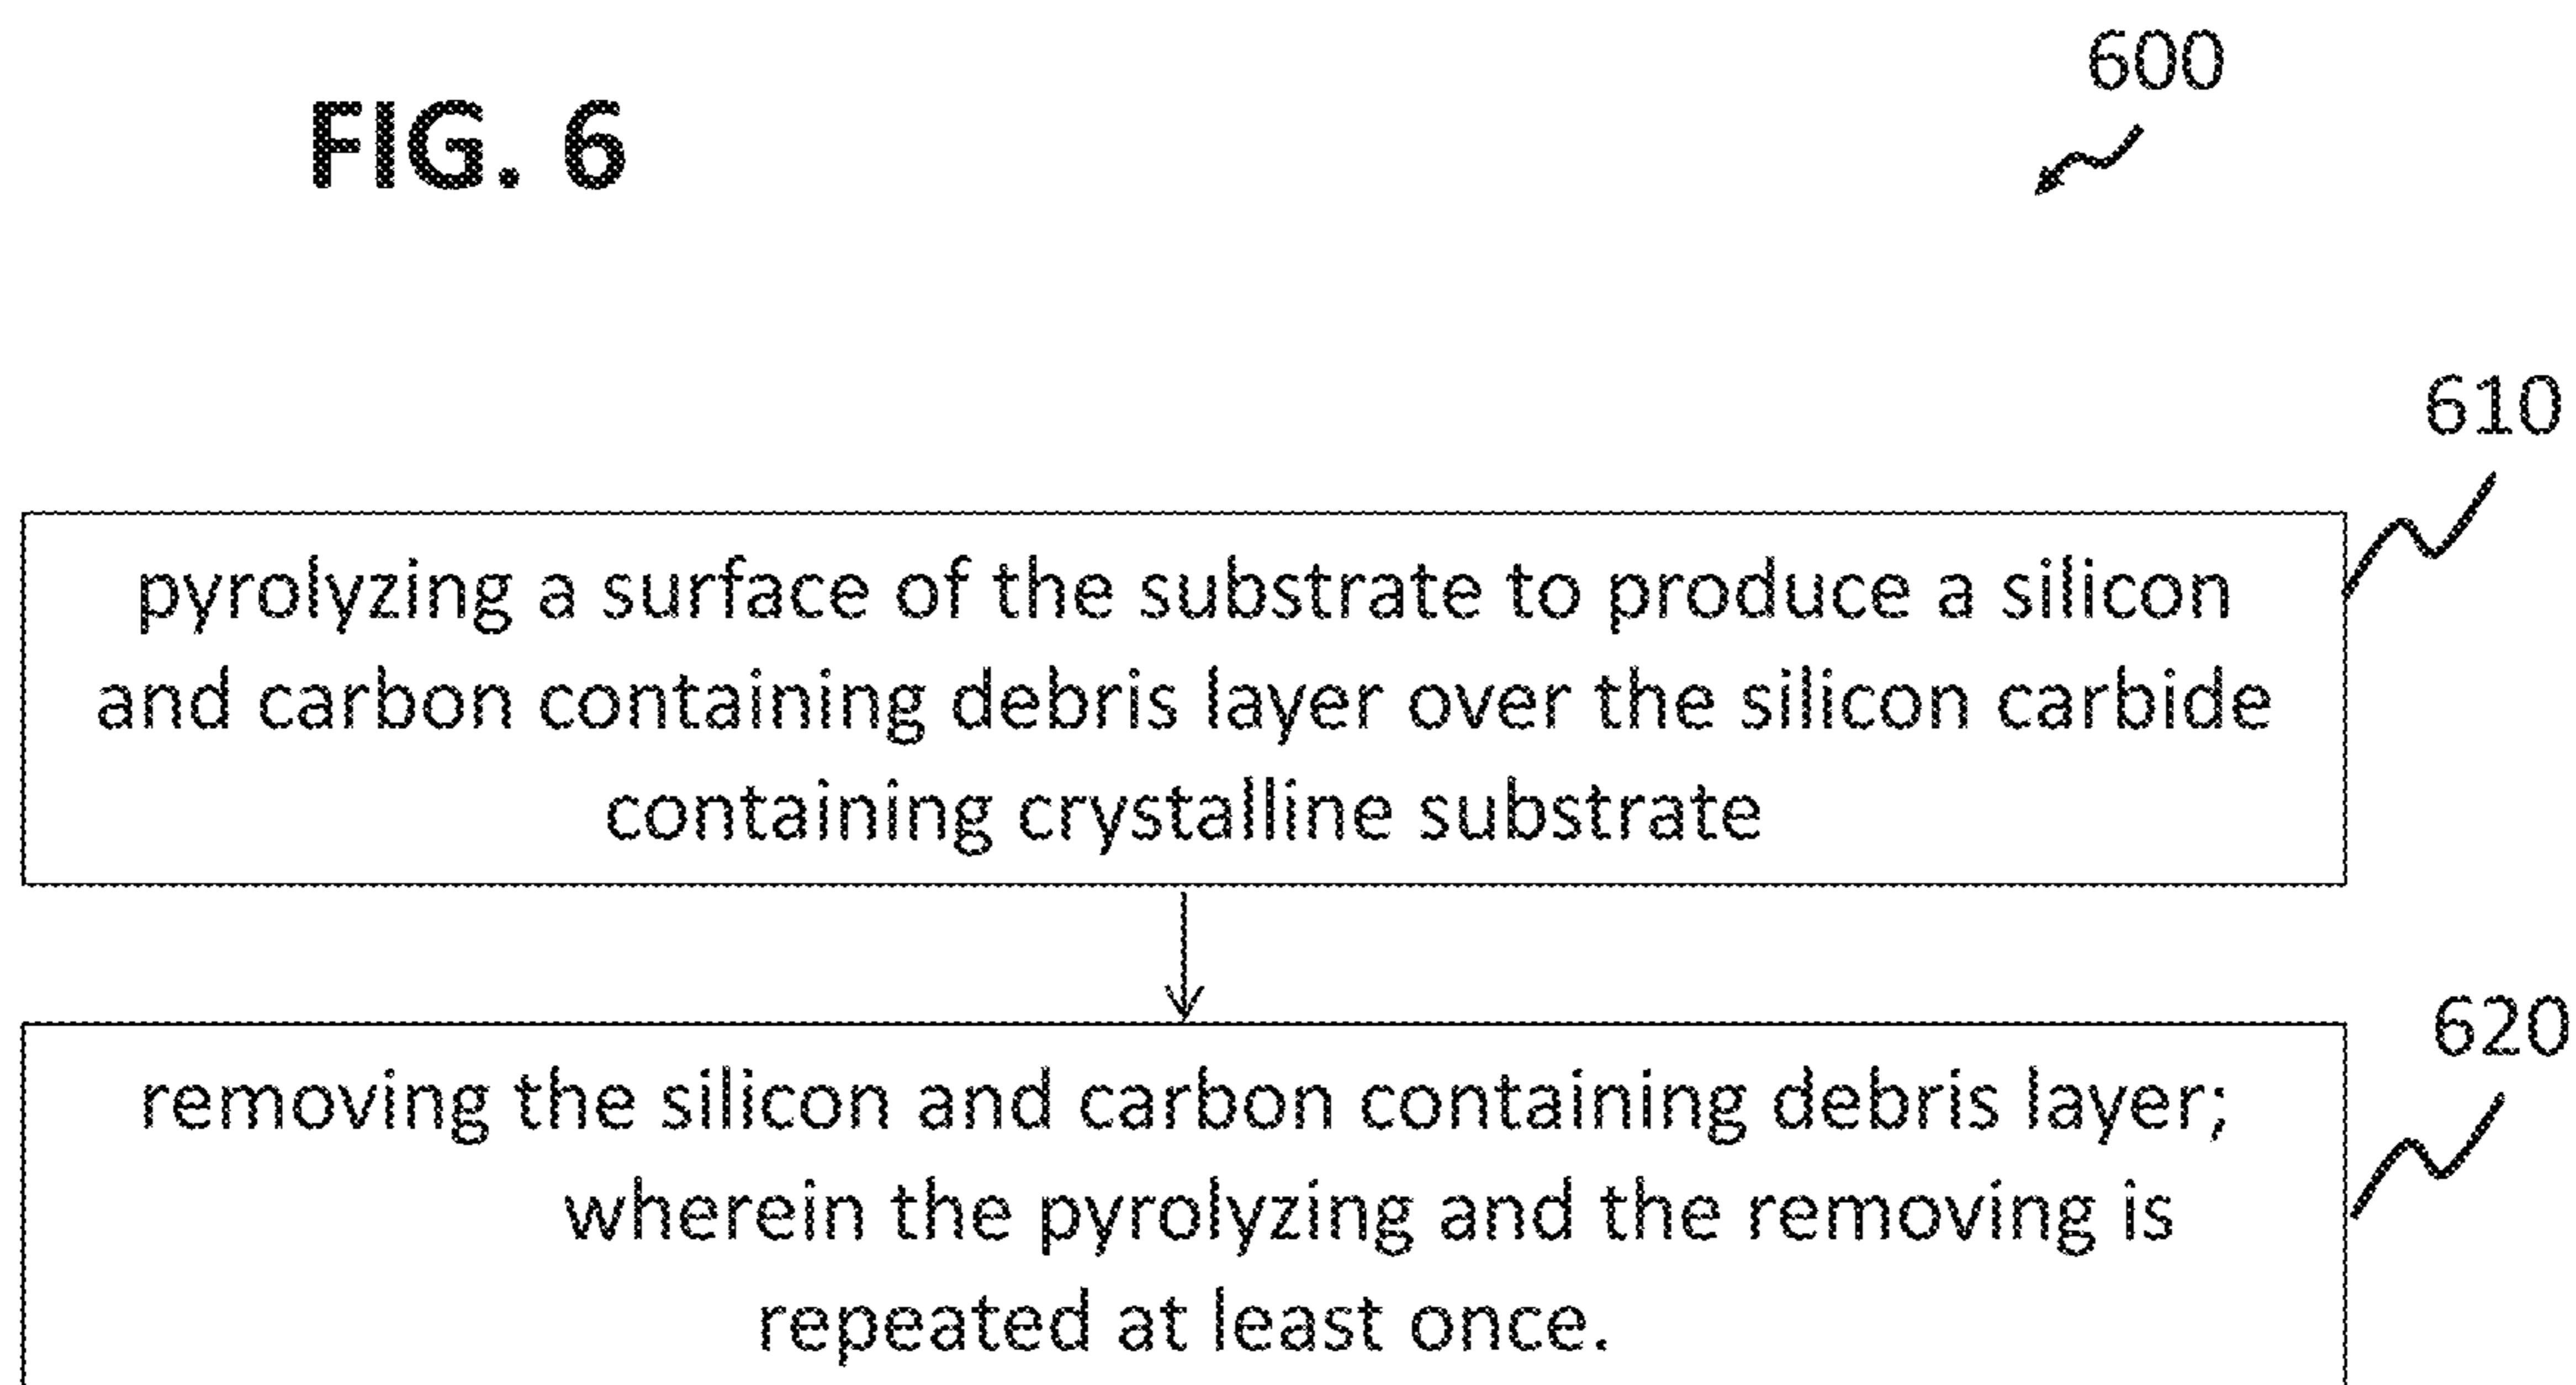 600
FIG. 6
610
pyrolyzing a surface of the substrate to produce a silicon
and carbon containing debris layer over the silicon carbide
containing crystalline substrate
620
removing the silicon and carbon containing debris layer;
wherein the pyrolyzing and the removing is
repeated at least once.